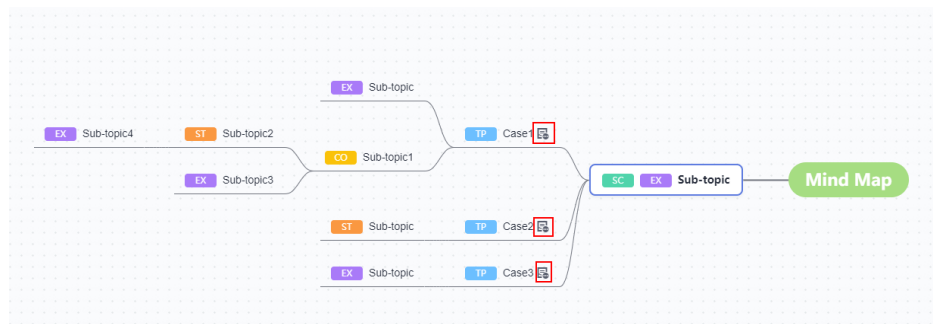 EX Sub-topic
EX Sub-topic4 ST Sub-topic2 TP Case1
CO Sub-topic1
EX Sub-topic3 SC EX Sub-topic Mind Map
ST Sub-topic TP Case2
EX Sub-topic TP Case3